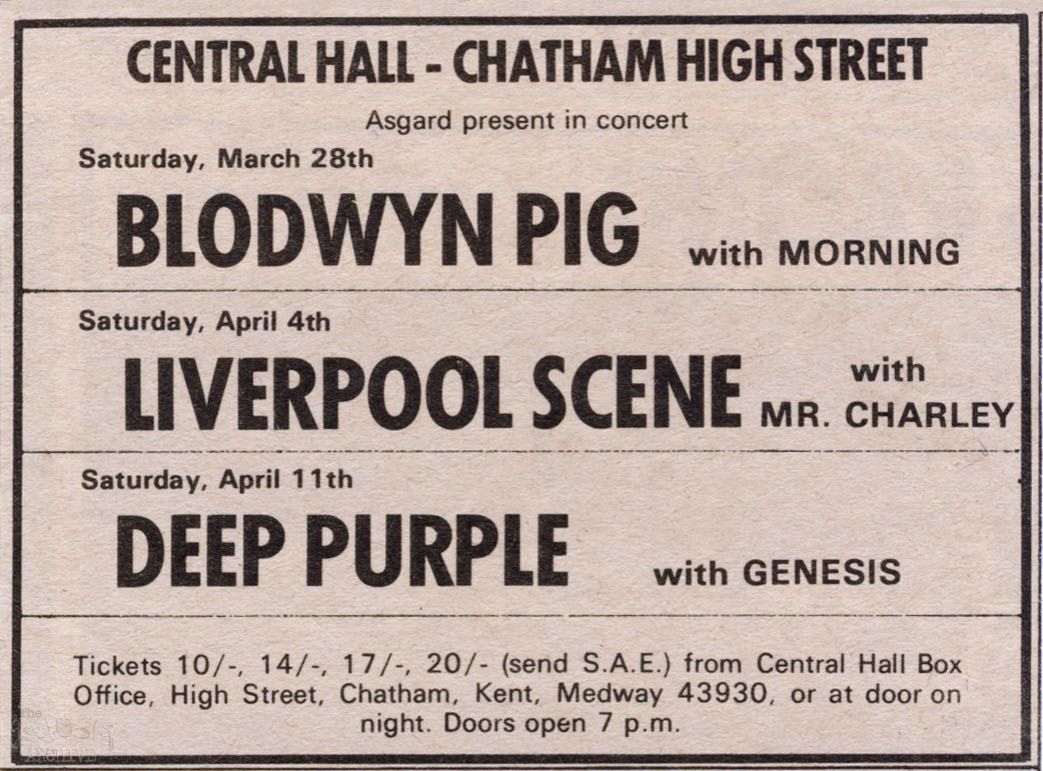 CENTRAL HALL - CHATHAM HIGH STREET
Asgard present in concert
Saturday, March 28th
BLODWYN PIG with MORNING
Saturday, April 4th
LIVERPOOL SCENE with MR. CHARLEY
Saturday, April 11th
DEEP PURPLE with GENESIS
Tickets 10/-, 14/-, 17/-, 20/- (send S.A.E.) from Central Hall Box
Office, High Street, Chatham, Kent, Medway 43930, or at door on
night. Doors open 7 p.m.
The